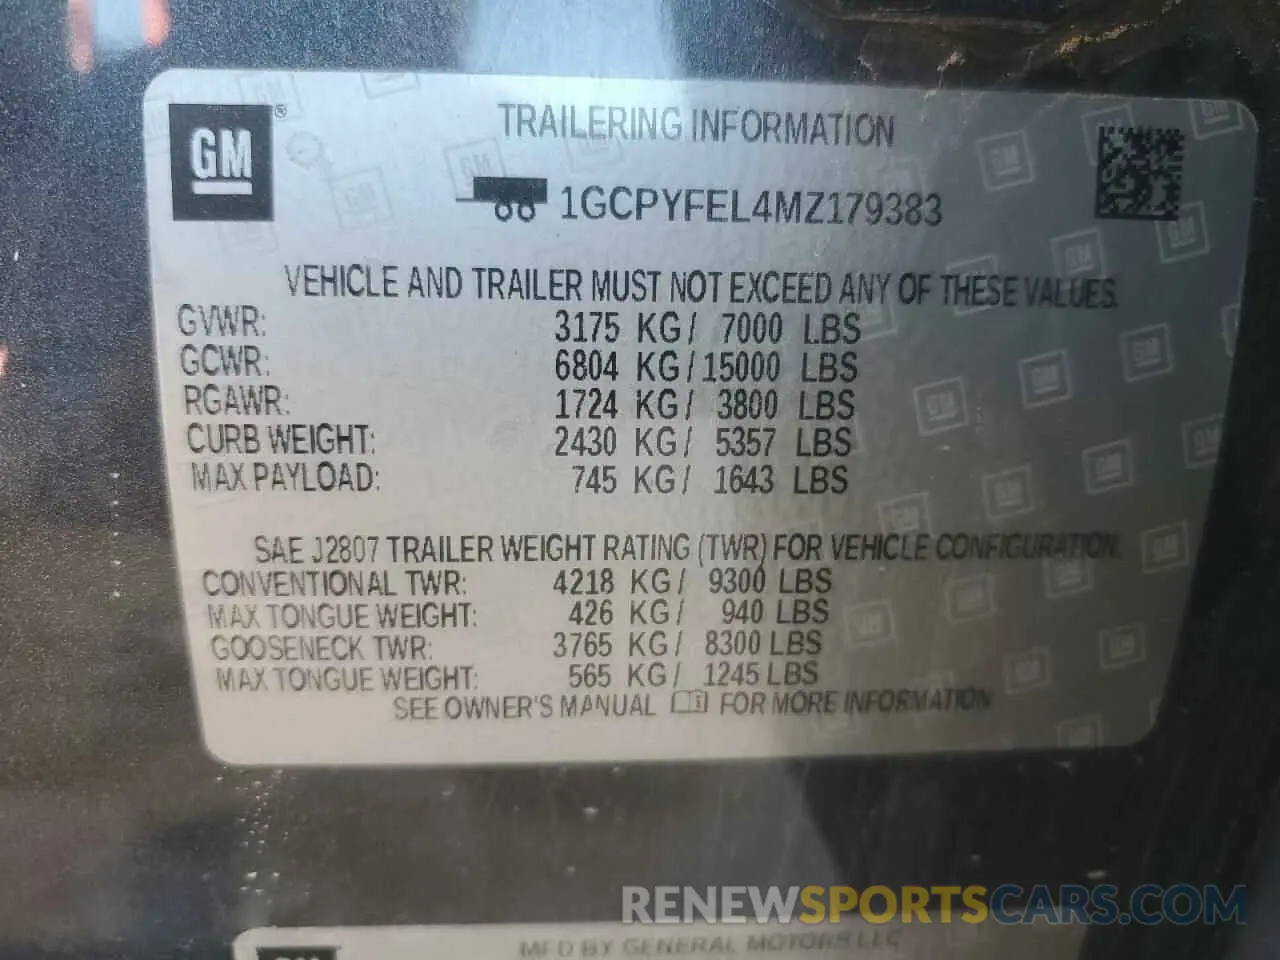 GM ®
TRAILERING INFORMATION
1GCPYFEL4MZ179383
VEHICLE AND TRAILER MUST NOT EXCEED ANY OF THESE VALUES.
GVWR: 3175 KG/ 7000 LBS
GCWR: 6804 KG/15000 LBS
RGAWR: 1724 KG/ 3800 LBS
CURB WEIGHT: 2430 KG/ 5357 LBS
MAX PAYLOAD: 745 KG/ 1643 LBS
SAE J2807 TRAILER WEIGHT RATING (TWR) FOR VEHICLE CONFIGURATION.
CONVENTIONAL TWR: 4218 KG/ 9300 LBS
MAX TONGUE WEIGHT: 426 KG/ 940 LBS
GOOSENECK TWR: 3765 KG/ 8300 LBS
MAX TONGUE WEIGHT: 565 KG/ 1245 LBS
SEE OWNER'S MANUAL FOR MORE INFORMATION
RENEWSPORTSCARS.COM
MFD BY GENERAL MOTORS LLC